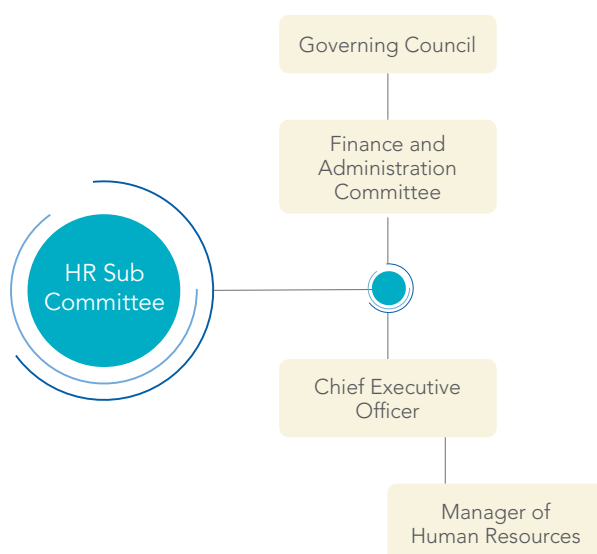 Governing Council
Finance and
Administration
Committee
HR Sub
Committee
Chief Executive
Officer
Manager of
Human Resources